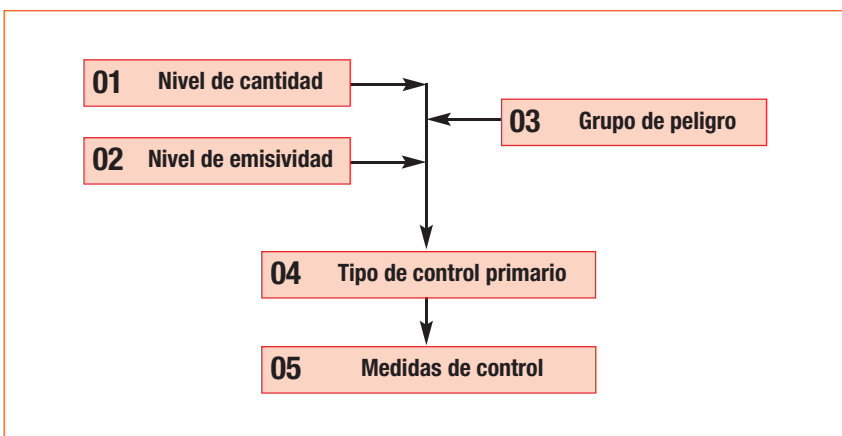 01 Nivel de cantidad
03 Grupo de peligro
02 Nivel de emisividad
04 Tipo de control primario
05 Medidas de control